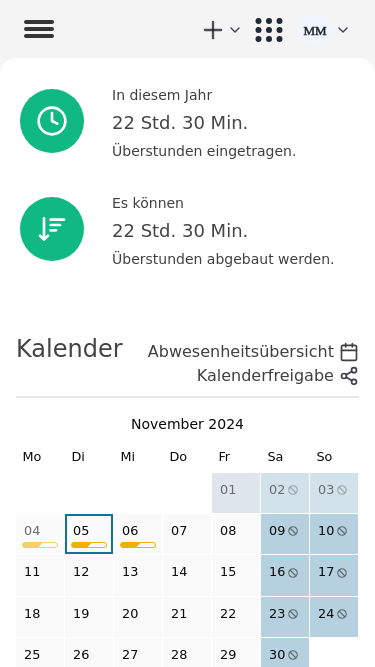 MM
In diesem Jahr
22 Std. 30 Min.
Überstunden eingetragen.
Es können
22 Std. 30 Min.
Überstunden abgebaut werden.
Kalender
Abwesenheitsübersicht
Kalenderfreigabe
November 2024
Mo Di Mi Do Fr Sa So
01 02 03
04 05 06 07 08 09 10
11 12 13 14 15 16 17
18 19 20 21 22 23 24
25 26 27 28 29 30